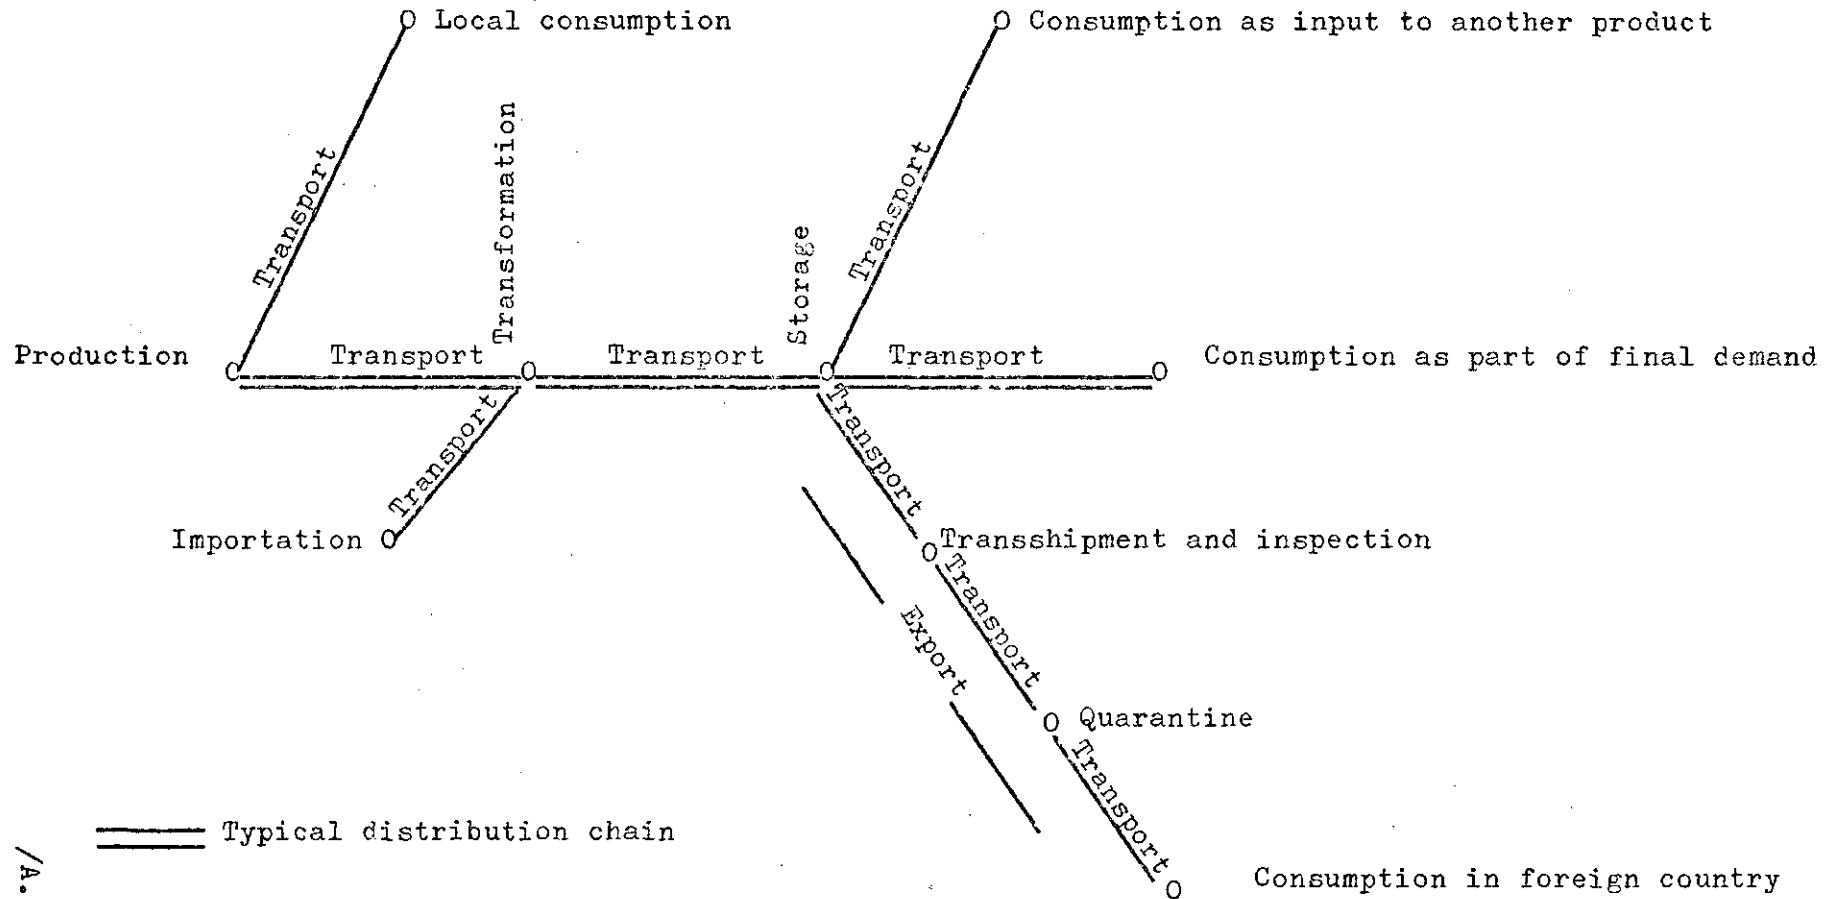 Local consumption
Consumption as input to another product
Transport
Transformation
Transport
Storage
Production
Transport
Transport
Transport
Consumption as part of final demand
Transport
Transport
Importation
Transshipment and inspection
Transport
Export
Quarantine
Transport
Typical distribution chain
/A.
Consumption in foreign country